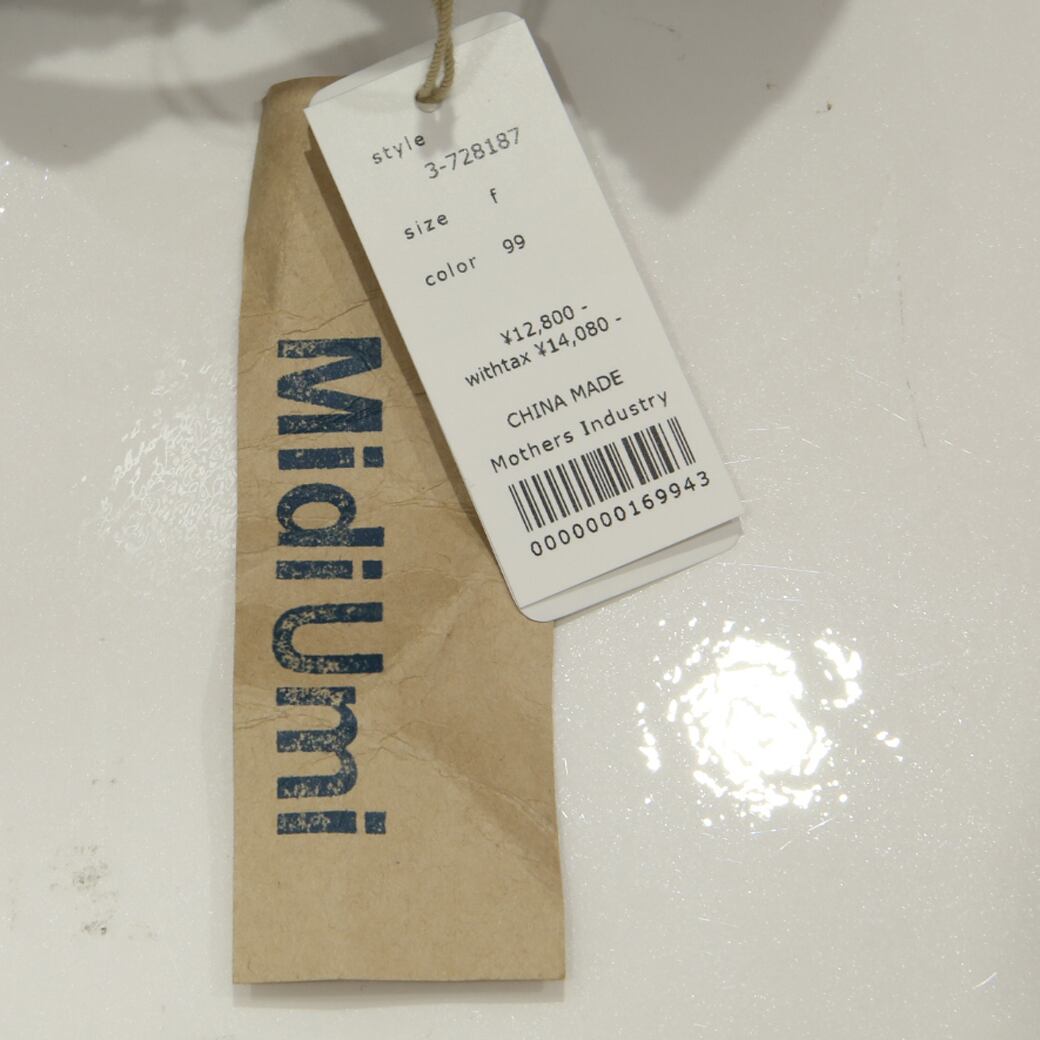 style
3-728187
size f
color 99
¥12,800 -
withtax ¥14,080 -
CHINA MADE
Mothers Industry
0000000169943
MidiUmi